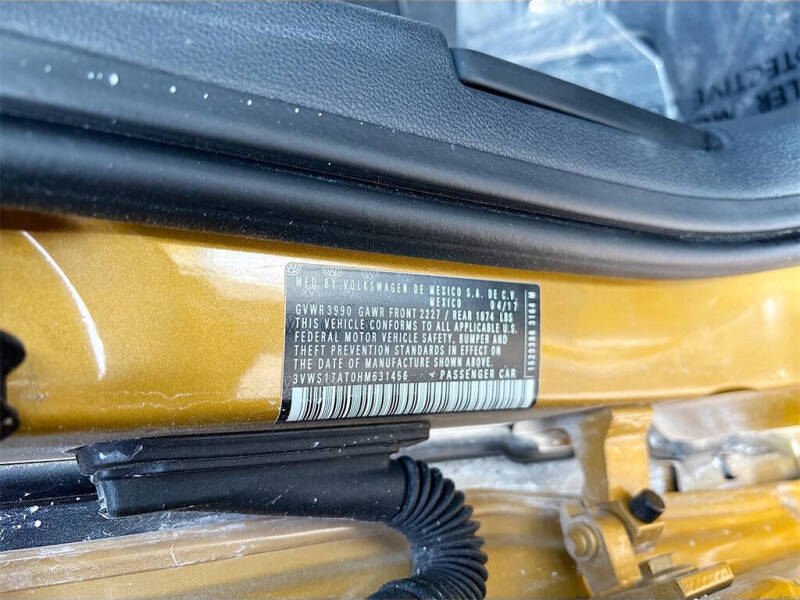 MFD BY VOLKSWAGEN DE MEXICO S.A. DE C.V.
MEXICO 04/17
GVWR 3990 GAWR FRONT 2227 / REAR 1874 LBS
THIS VEHICLE CONFORMS TO ALL APPLICABLE U.S.
FEDERAL MOTOR VEHICLE SAFETY, BUMPER AND
THEFT PREVENTION STANDARDS IN EFFECT ON
THE DATE OF MANUFACTURE SHOWN ABOVE.
3VWS17AT0HM631456 - PASSENGER CAR